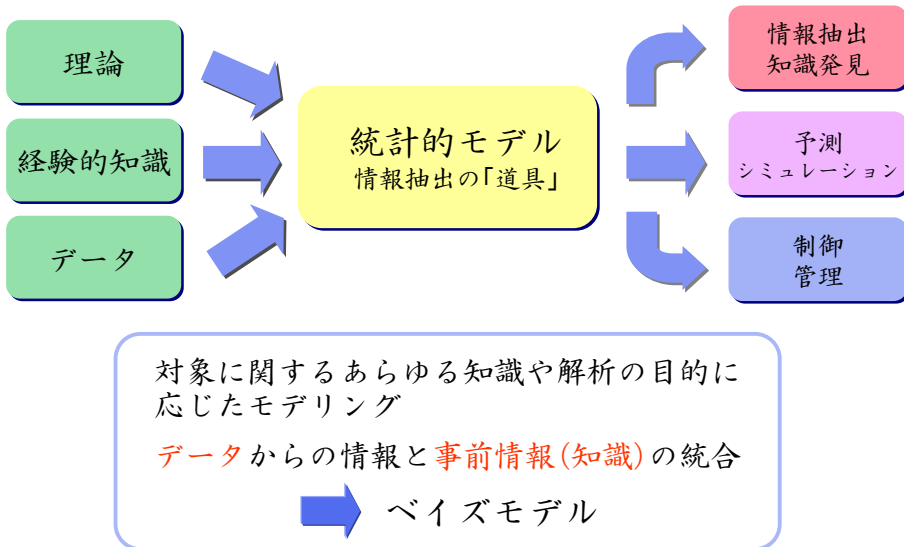 理論
経験的知識
データ
統計的モデル
情報抽出の「道具」
情報抽出
知識発見
予測
シミュレーション
制御
管理
対象に関するあらゆる知識や解析の目的に
応じたモデリング
データからの情報と事前情報(知識)の統合
ベイズモデル